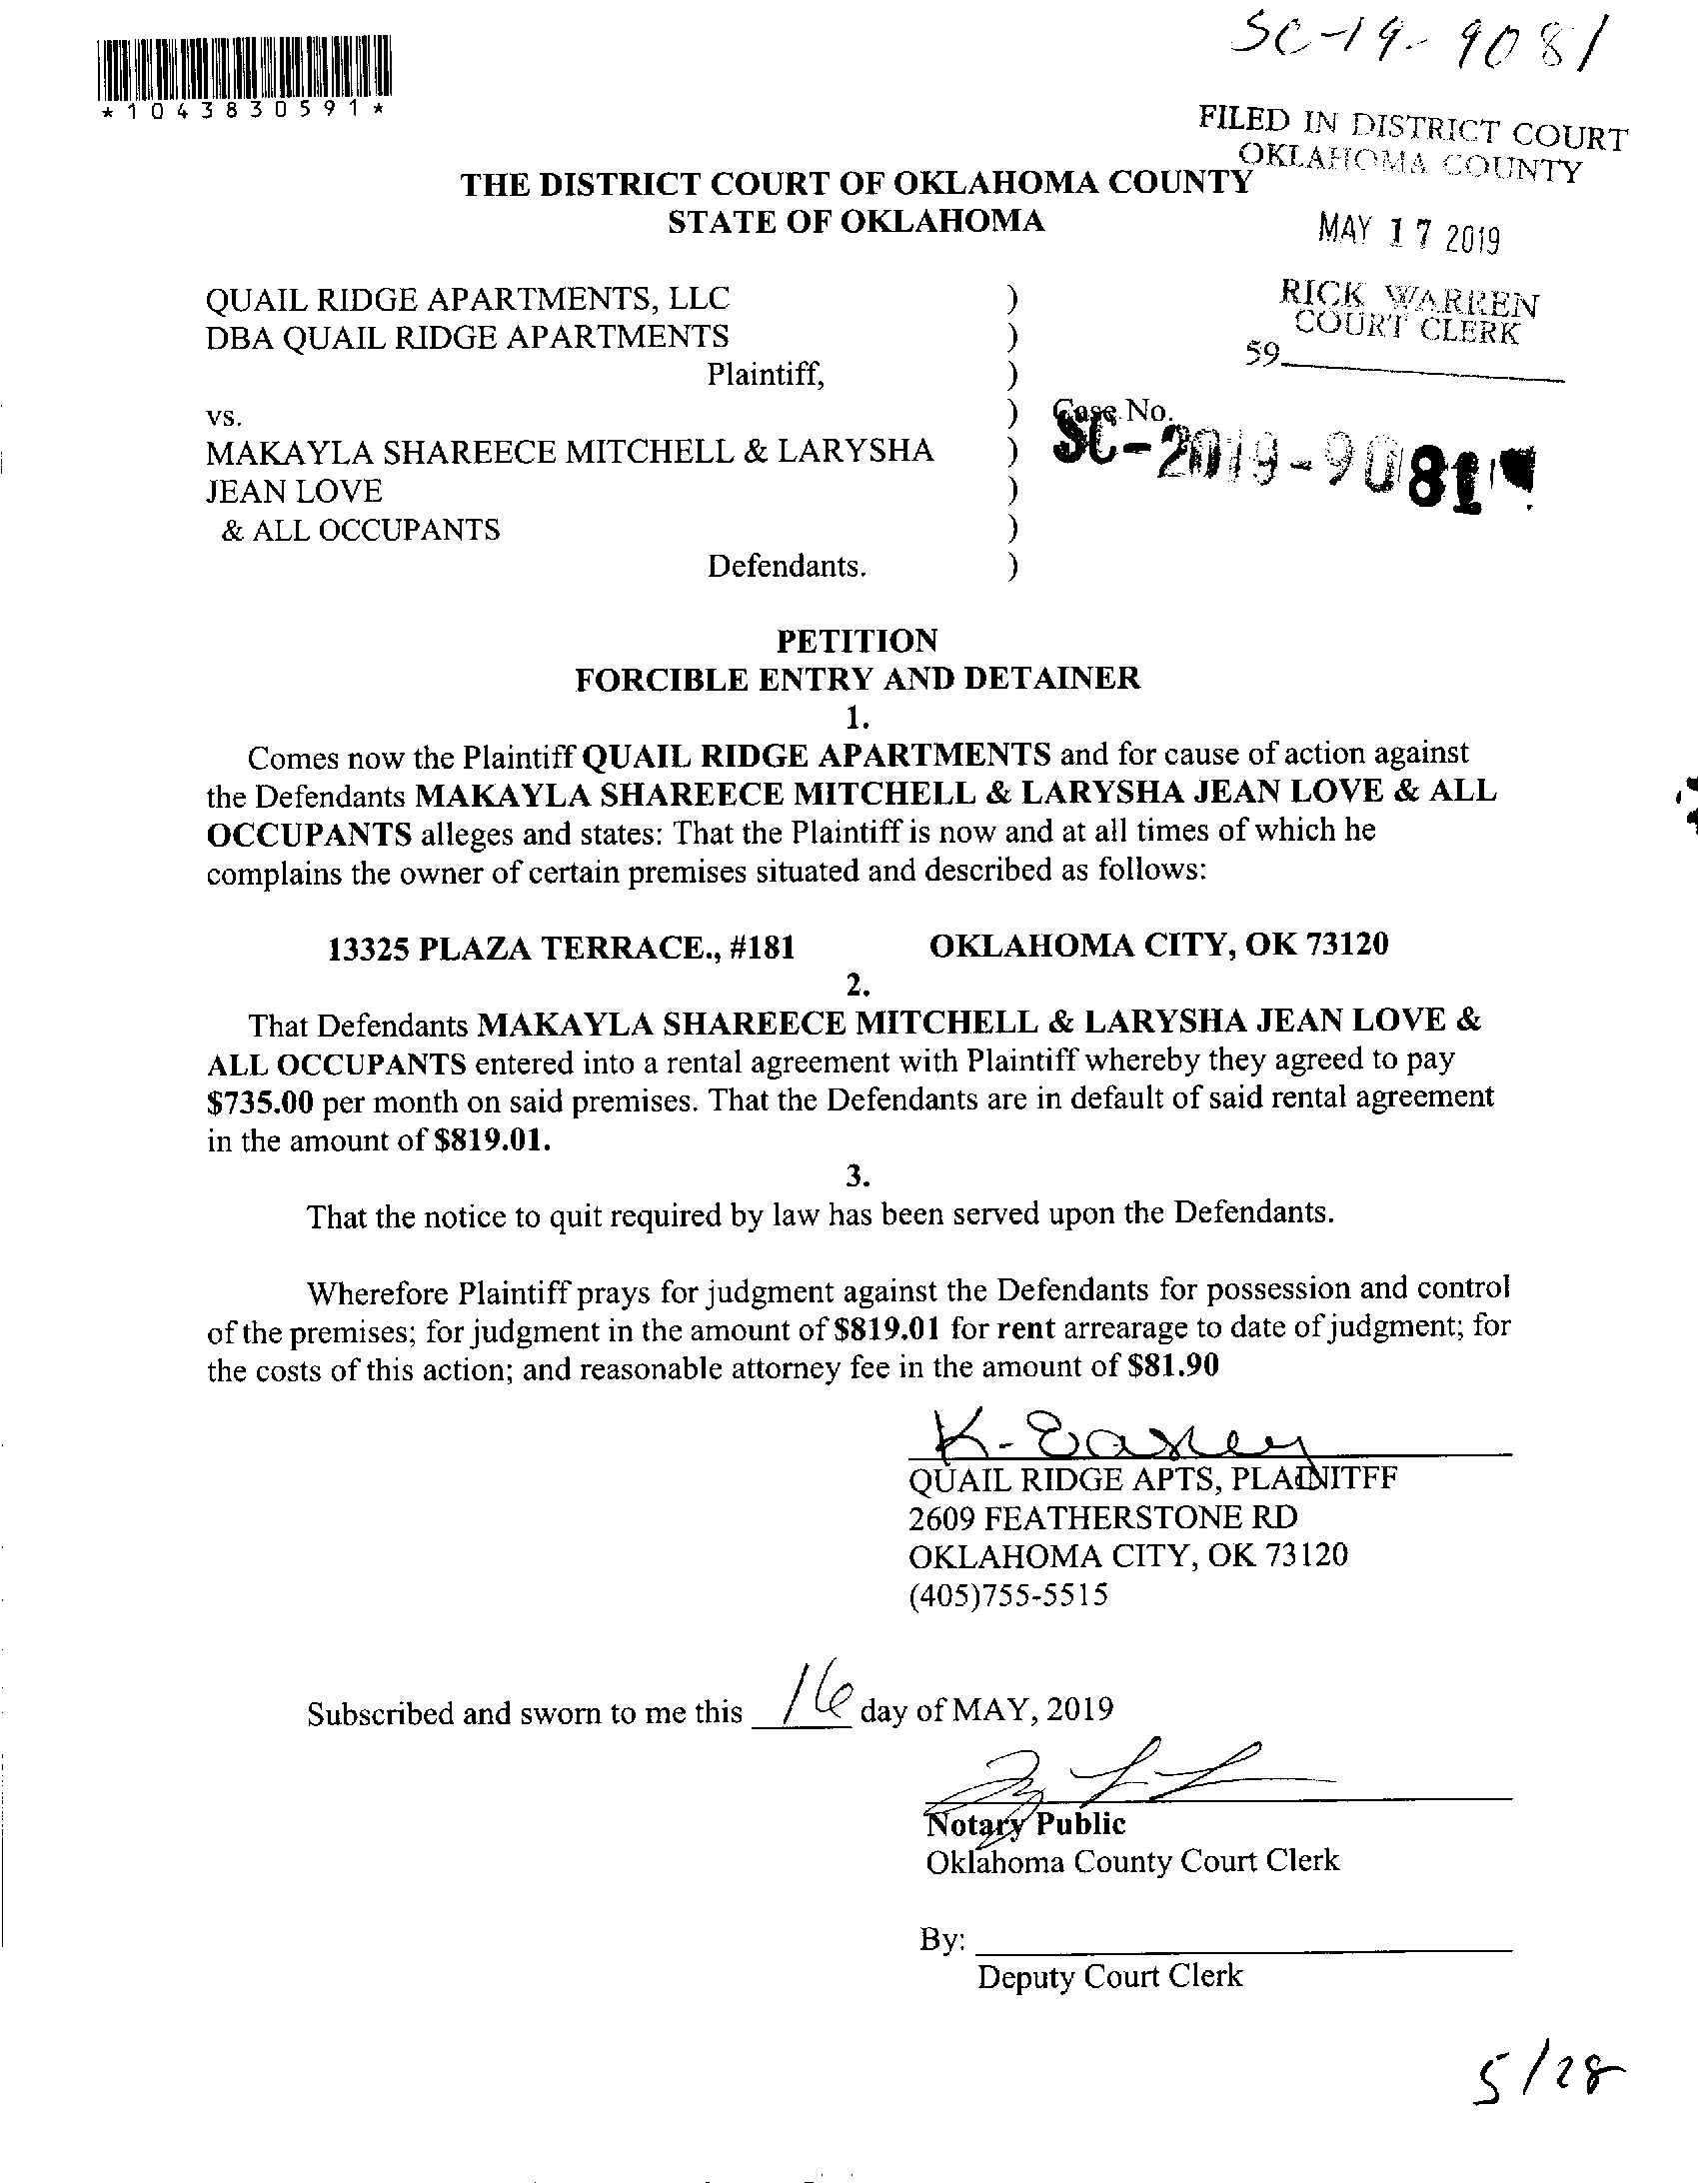 SC-19-9081
*1043830591*
FILED IN DISTRICT COURT
OKLAHOMA COUNTY
THE DISTRICT COURT OF OKLAHOMA COUNTY
STATE OF OKLAHOMA
MAY 17 2019
QUAIL RIDGE APARTMENTS, LLC )
RICK WARREN
COURT CLERK
DBA QUAIL RIDGE APARTMENTS )
59
Plaintiff, )
vs. ) Case No.
MAKAYLA SHAREECE MITCHELL & LARYSHA ) SC-2019-9081
JEAN LOVE )
& ALL OCCUPANTS )
Defendants. )
PETITION
FORCIBLE ENTRY AND DETAINER
1.
Comes now the Plaintiff QUAIL RIDGE APARTMENTS and for cause of action against
the Defendants MAKAYLA SHAREECE MITCHELL & LARYSHA JEAN LOVE & ALL
OCCUPANTS alleges and states: That the Plaintiff is now and at all times of which he
complains the owner of certain premises situated and described as follows:
13325 PLAZA TERRACE., #181 OKLAHOMA CITY, OK 73120
2.
That Defendants MAKAYLA SHAREECE MITCHELL & LARYSHA JEAN LOVE &
ALL OCCUPANTS entered into a rental agreement with Plaintiff whereby they agreed to pay
$735.00 per month on said premises. That the Defendants are in default of said rental agreement
in the amount of $819.01.
3.
That the notice to quit required by law has been served upon the Defendants.
Wherefore Plaintiff prays for judgment against the Defendants for possession and control
of the premises; for judgment in the amount of $819.01 for rent arrearage to date of judgment; for
the costs of this action; and reasonable attorney fee in the amount of $81.90
QUAIL RIDGE APTS, PLAINITFF
2609 FEATHERSTONE RD
OKLAHOMA CITY, OK 73120
(405)755-5515
Subscribed and sworn to me this 16 day of MAY, 2019
Notary Public
Oklahoma County Court Clerk
By:
Deputy Court Clerk
5/28